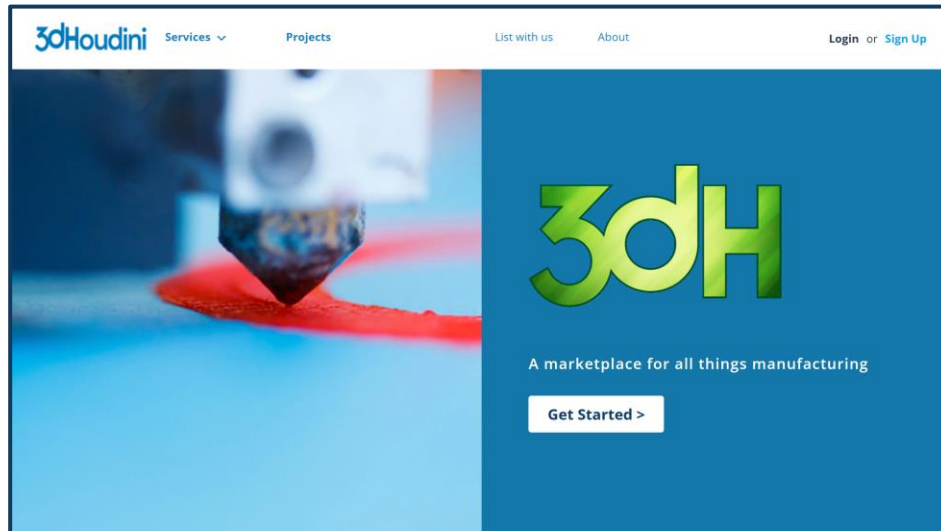 3dHoudini Services Projects List with us About Login or Sign Up
3dH
A marketplace for all things manufacturing
Get Started >